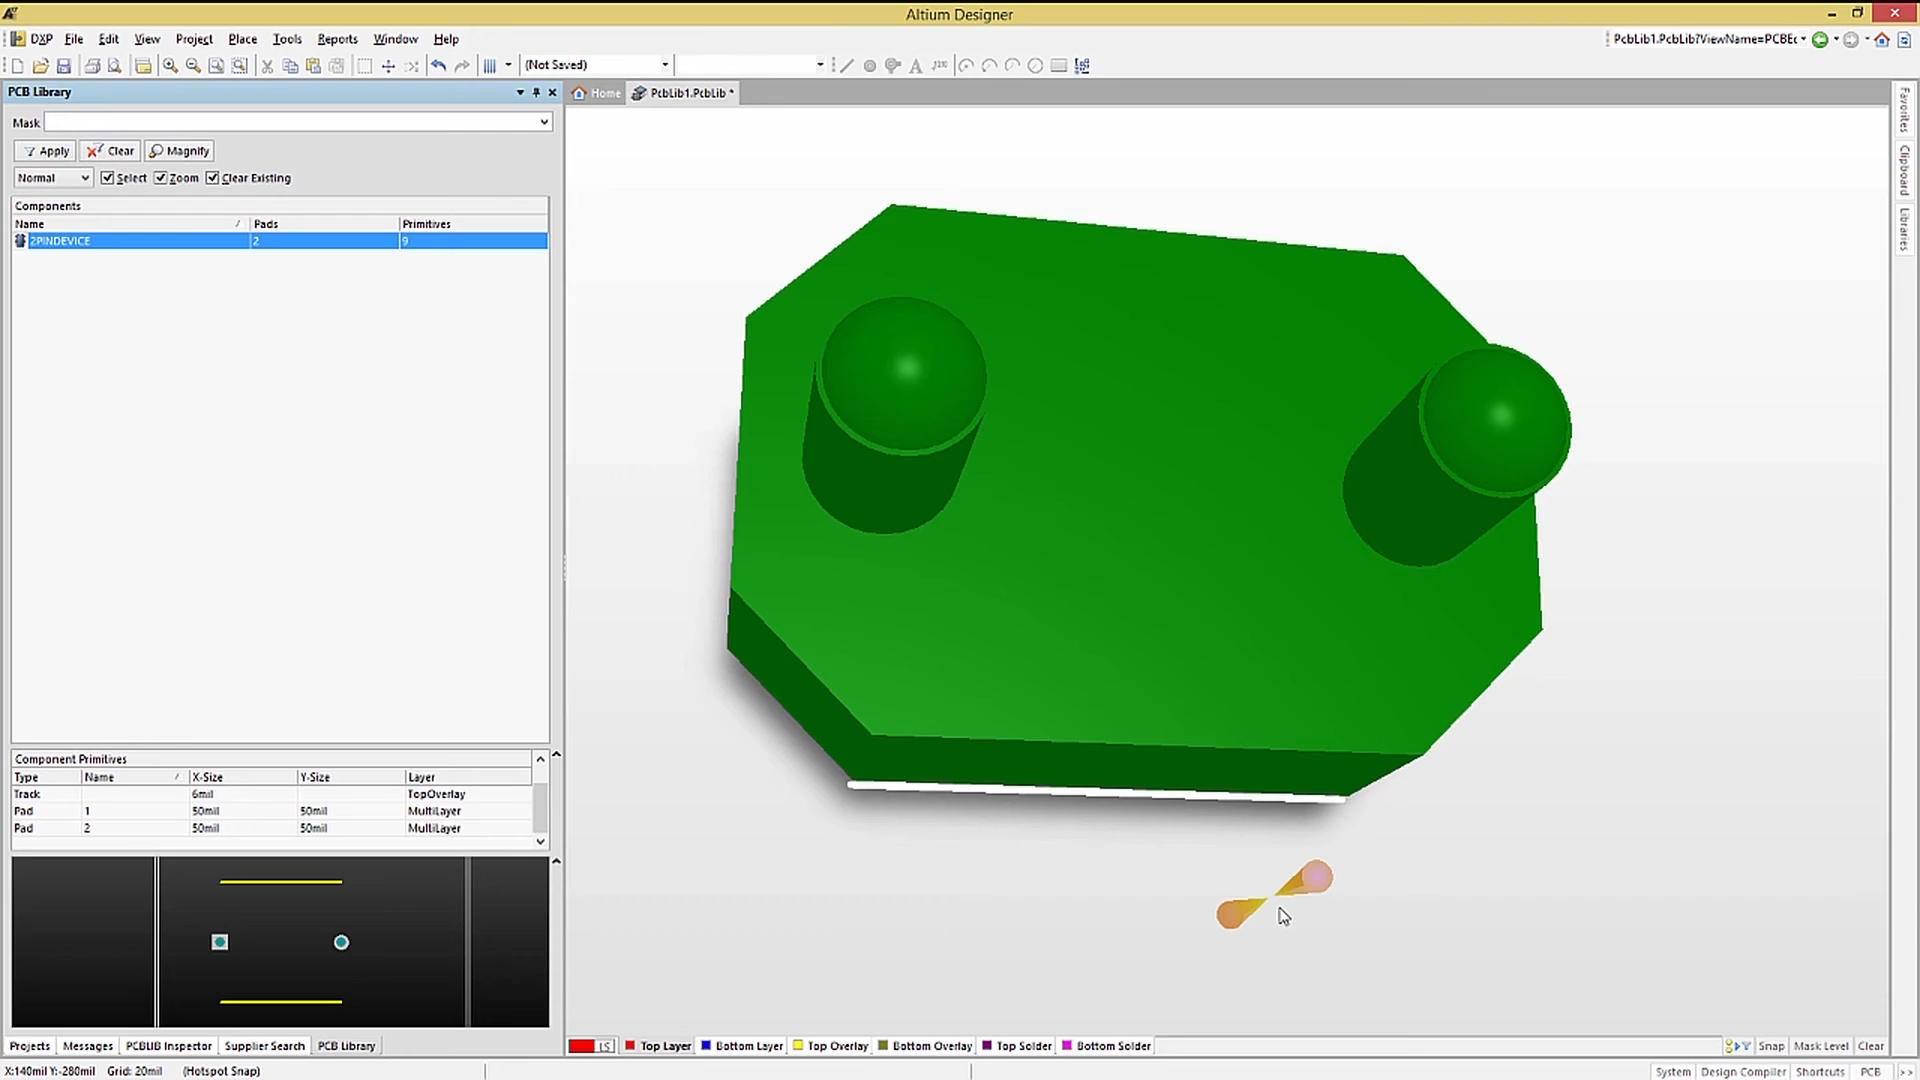 Altium Designer
DXP File Edit View Project Place Tools Reports Window Help
PcbLib1.PcbLib?ViewName=PCBEc
(Not Saved)
PCB Library
Home PcbLib1.PcbLib *
Mask
Apply Clear Magnify
Normal Select Zoom Clear Existing
Components
Name Pads Primitives
2PINDEVICE 2 9
Component Primitives
Type Name X-Size Y-Size Layer
Track 6mil TopOverlay
Pad 1 50mil 50mil MultiLayer
Pad 2 50mil 50mil MultiLayer
Favorites
Clipboard
Libraries
Projects Messages PCBLIB Inspector Supplier Search PCB Library
LS Top Layer Bottom Layer Top Overlay Bottom Overlay Top Solder Bottom Solder
Snap Mask Level Clear
X:140mil Y:-280mil Grid: 20mil (Hotspot Snap)
System Design Compiler Shortcuts PCB >>